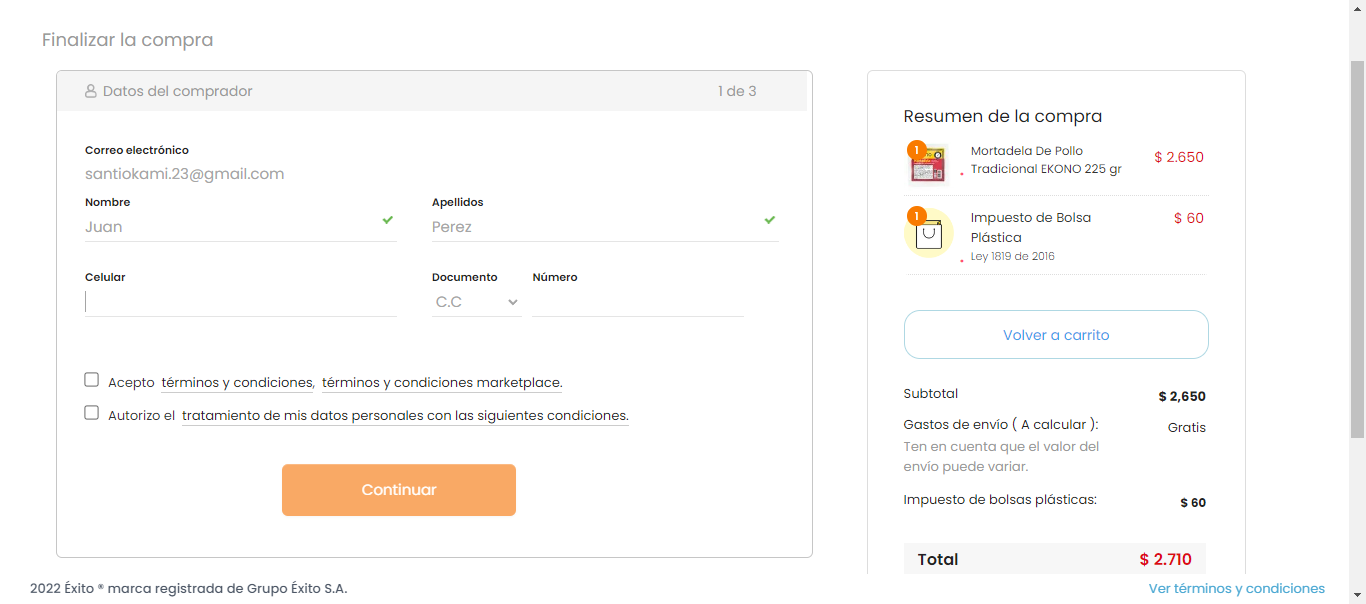 Finalizar la compra
Datos del comprador
1 de 3
Correo electrónico
santiokami.23@gmail.com
Nombre
Apellidos
Juan
Perez
Celular
Documento
Número
C.C
Acepto términos y condiciones, términos y condiciones marketplace.
Autorizo el tratamiento de mis datos personales con las siguientes condiciones.
Continuar
Resumen de la compra
1
Mortadela De Pollo
Tradicional EKONO 225 gr
$ 2.650
1
Impuesto de Bolsa
Plástica
$ 60
Ley 1819 de 2016
Volver a carrito
Subtotal
$ 2,650
Gastos de envío ( A calcular ):
Gratis
Ten en cuenta que el valor del
envío puede variar.
Impuesto de bolsas plásticas:
$ 60
Total
$ 2.710
2022 Éxito ® marca registrada de Grupo Éxito S.A.
Ver términos y condiciones